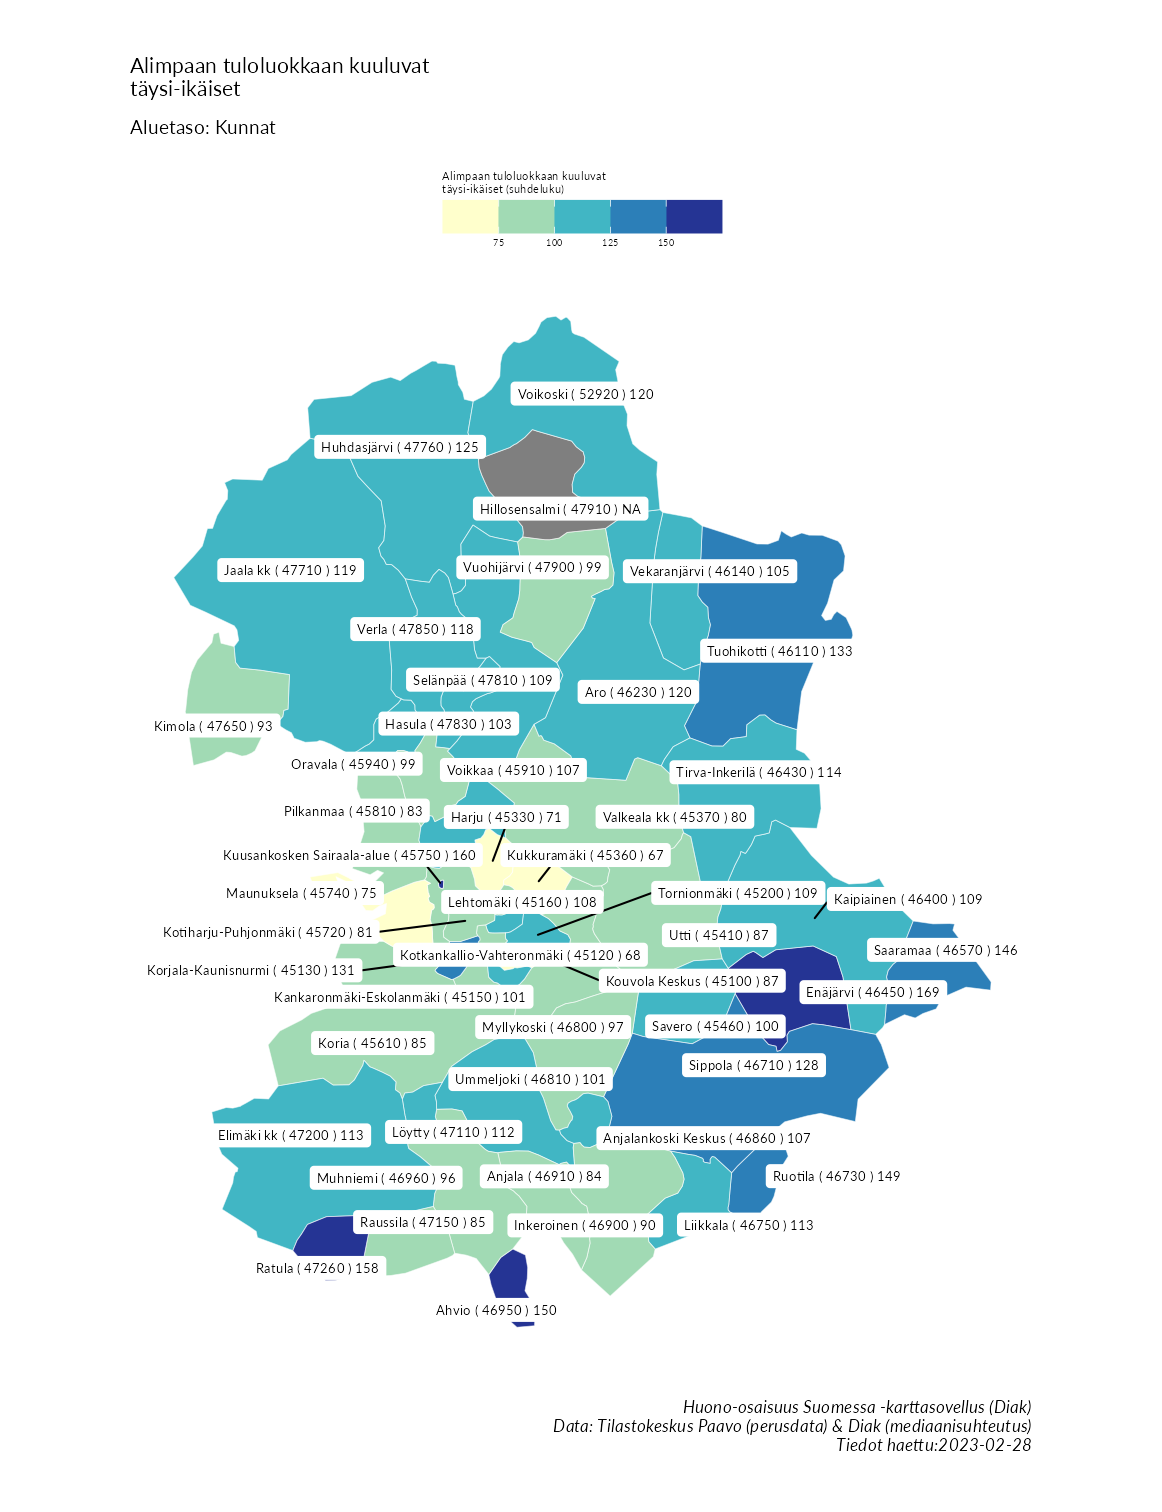 Alimpaan tuloluokkaan kuuluvat
täysi-ikäiset
Aluetaso: Kunnat
Alimpaan tuloluokkaan kuuluvat
täysi-ikäiset (suhdeluku)
75 100 125 150
Voikoski ( 52920 ) 120
Huhdasjärvi ( 47760 ) 125
Hillosensalmi ( 47910 ) NA
Jaala kk ( 47710 ) 119
Vuohijärvi ( 47900 ) 99
Vekaranjärvi ( 46140 ) 105
Verla ( 47850 ) 118
Tuohikotti ( 46110 ) 133
Selänpää ( 47810 ) 109
Aro ( 46230 ) 120
Kimola ( 47650 ) 93
Hasula ( 47830 ) 103
Oravala ( 45940 ) 99
Voikkaa ( 45910 ) 107
Tirva-Inkerilä ( 46430 ) 114
Pilkanmaa ( 45810 ) 83
Harju ( 45330 ) 71
Valkeala kk ( 45370 ) 80
Kuusankosken Sairaala-alue ( 45750 ) 160
Kukkuramäki ( 45360 ) 67
Maunuksela ( 45740 ) 75
Lehtomäki ( 45160 ) 108
Tornionmäki ( 45200 ) 109
Kaipiainen ( 46400 ) 109
Kotiharju-Puhjonmäki ( 45720 ) 81
Utti ( 45410 ) 87
Saaramaa ( 46570 ) 146
Korjala-Kaunisnurmi ( 45130 ) 131
Kotkankallio-Vahteronmäki ( 45120 ) 68
Kouvola Keskus ( 45100 ) 87
Enäjärvi ( 46450 ) 169
Kankaronmäki-Eskolanmäki ( 45150 ) 101
Myllykoski ( 46800 ) 97
Savero ( 45460 ) 100
Koria ( 45610 ) 85
Sippola ( 46710 ) 128
Ummeljoki ( 46810 ) 101
Elimäki kk ( 47200 ) 113
Löytty ( 47110 ) 112
Anjalankoski Keskus ( 46860 ) 107
Muhniemi ( 46960 ) 96
Anjala ( 46910 ) 84
Ruotila ( 46730 ) 149
Raussila ( 47150 ) 85
Inkeroinen ( 46900 ) 90
Liikkala ( 46750 ) 113
Ratula ( 47260 ) 158
Ahvio ( 46950 ) 150
Huono-osaisuus Suomessa -karttasovellus (Diak)
Data: Tilastokeskus Paavo (perusdata) & Diak (mediaanisuhteutus)
Tiedot haettu:2023-02-28